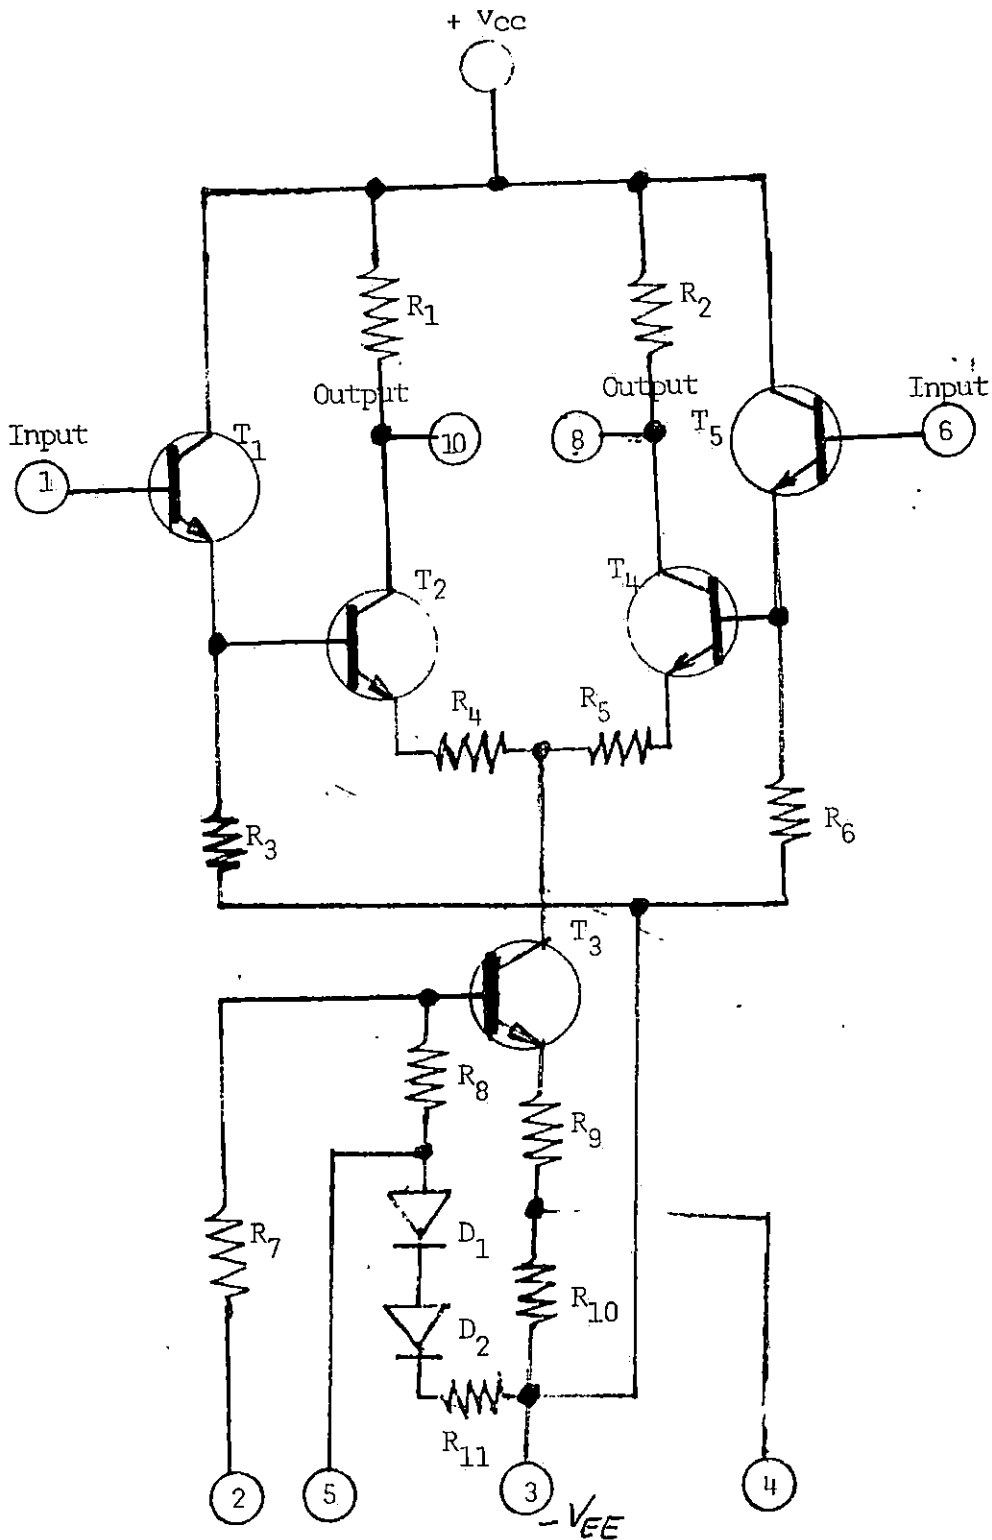 + VCC
R1
R2
Output
Output
Input
Input
T1
T5
10
8
6
1
T2
T4
R4
R5
R3
R6
T3
R8
R9
R7
D1
R10
D2
R11
2
5
3
4
- VEE